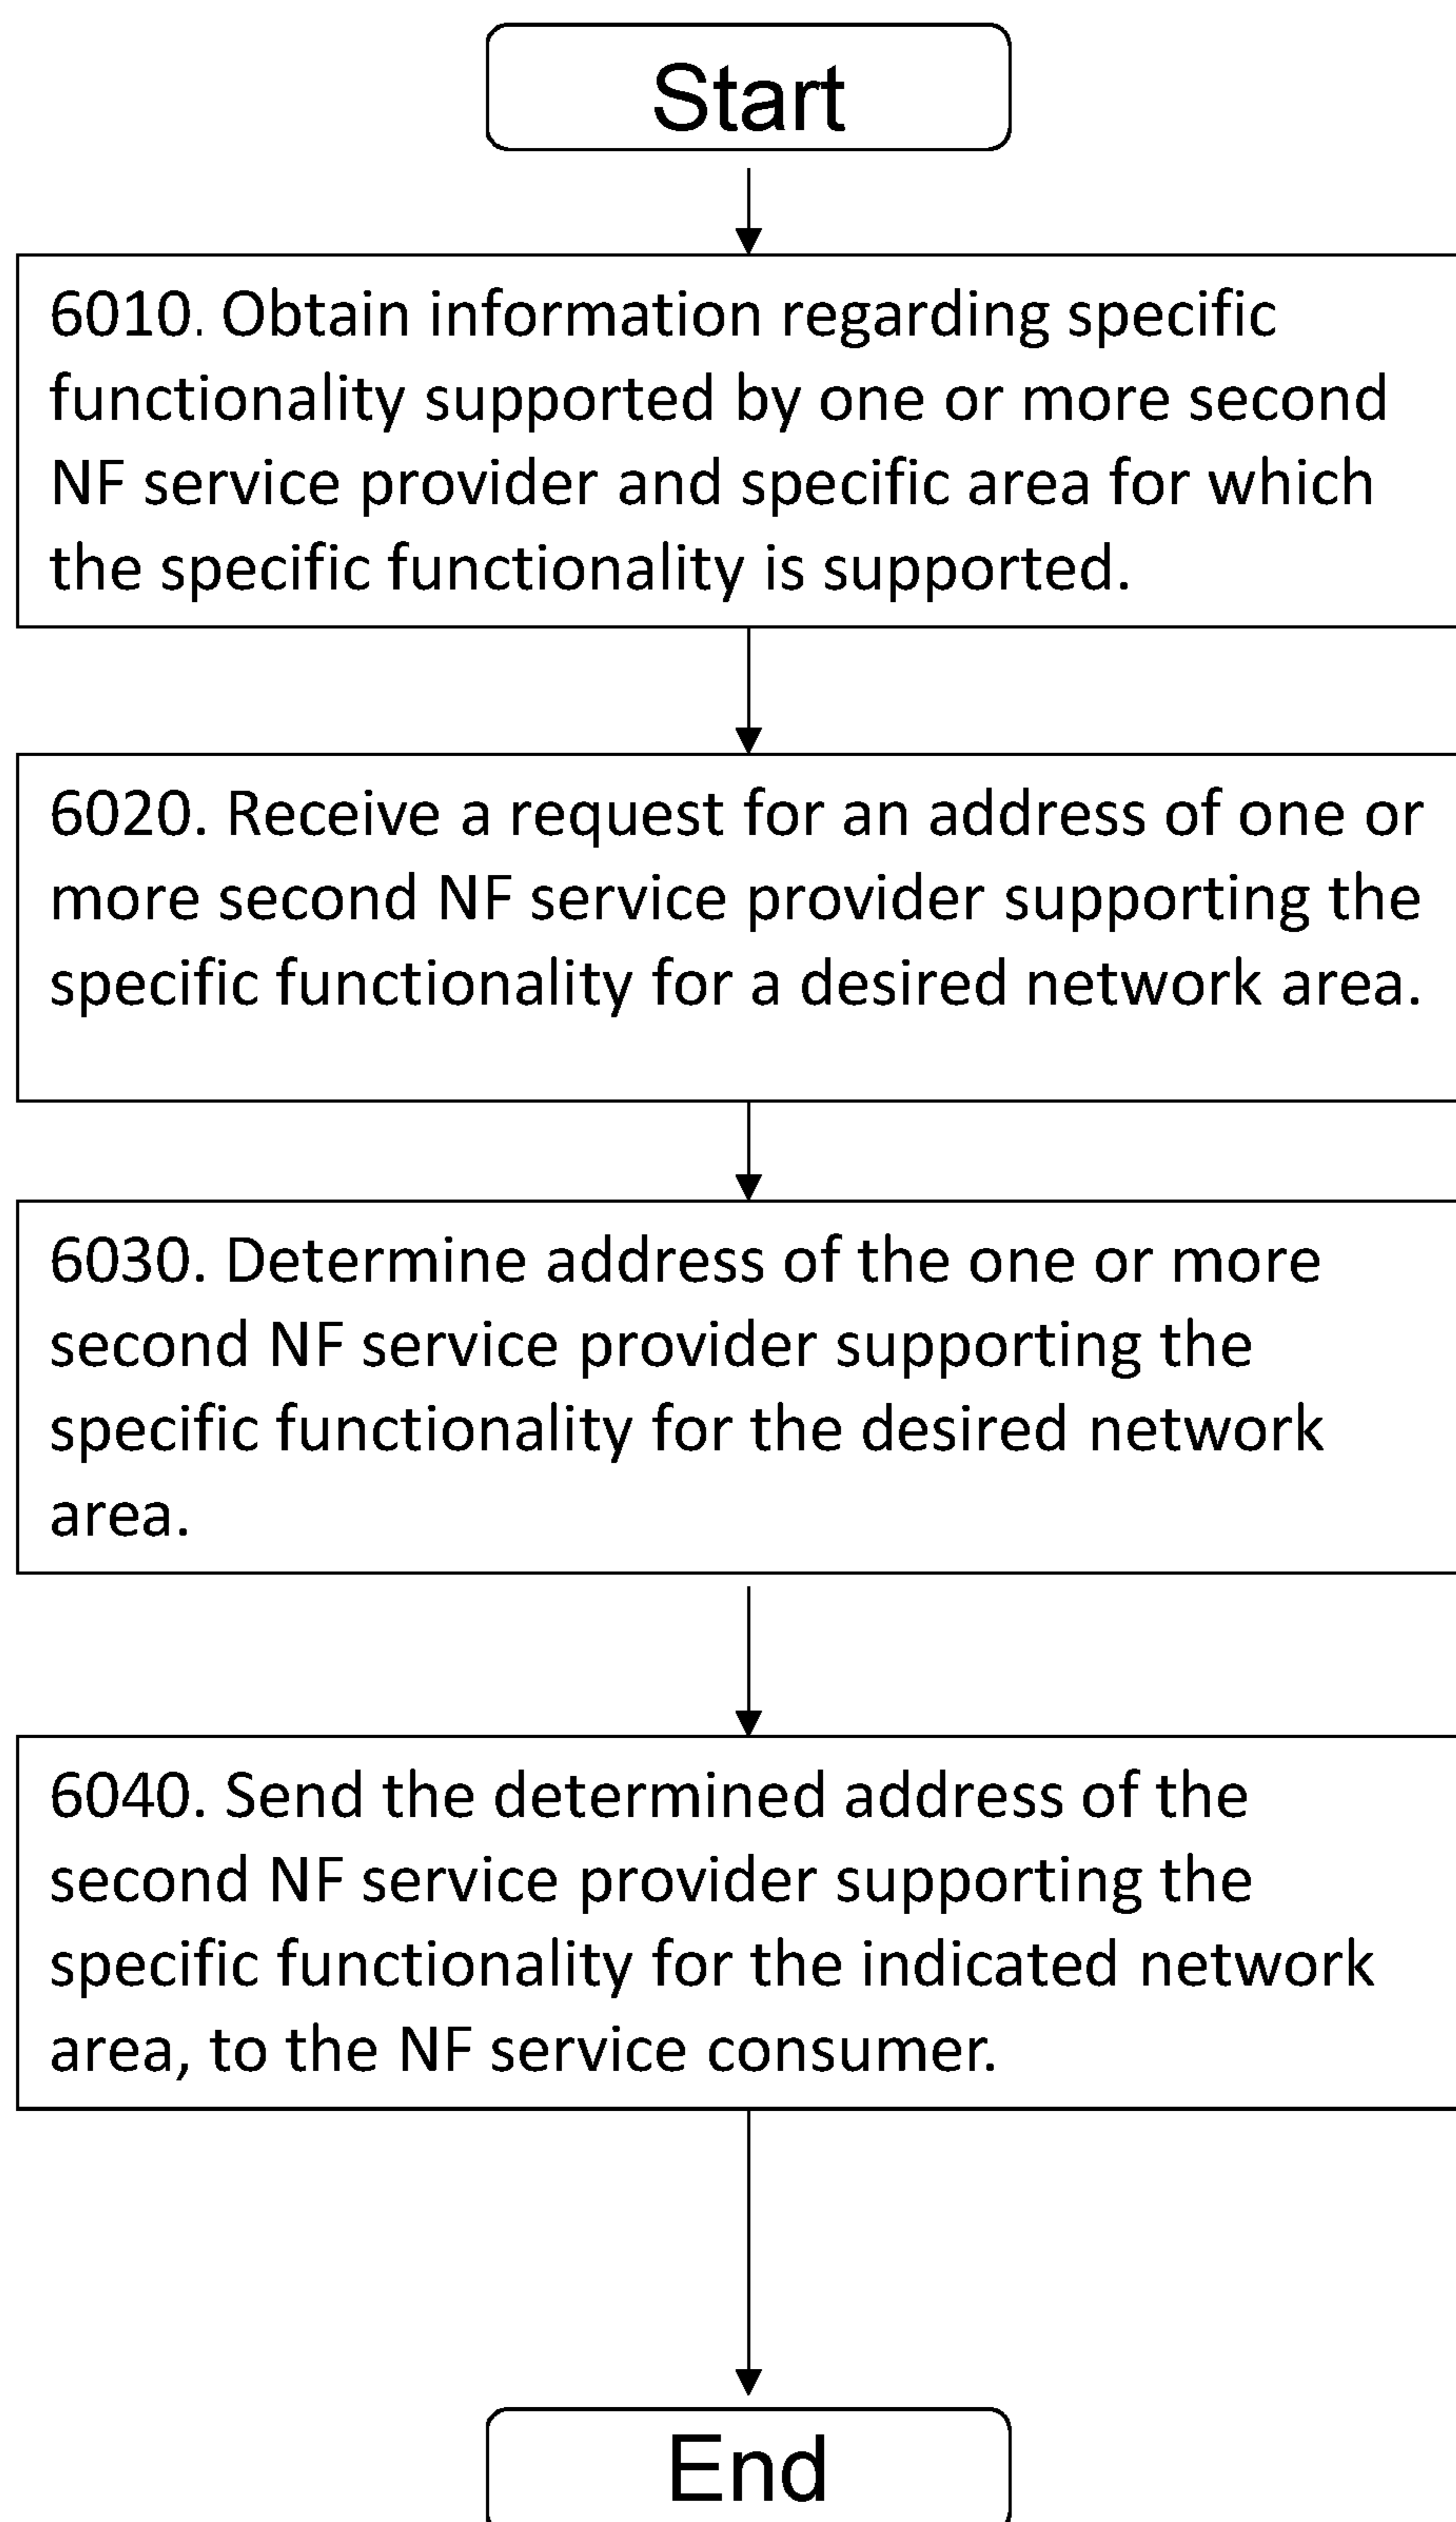 Start
6010. Obtain information regarding specific
functionality supported by one or more second
NF service provider and specific area for which
the specific functionality is supported.
6020. Receive a request for an address of one or
more second NF service provider supporting the
specific functionality for a desired network area.
6030. Determine address of the one or more
second NF service provider supporting the
specific functionality for the desired network
area.
6040. Send the determined address of the
second NF service provider supporting the
specific functionality for the indicated network
area, to the NF service consumer.
End